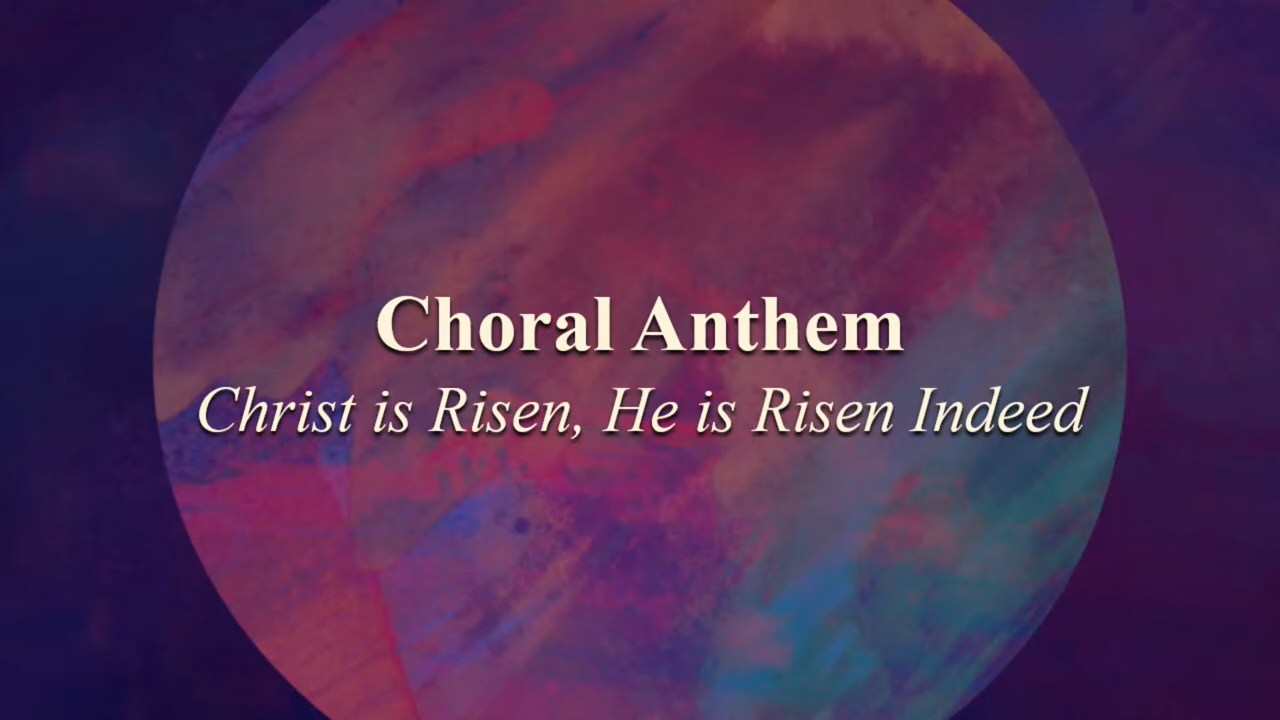 Choral Anthem
Christ is Risen, He is Risen Indeed